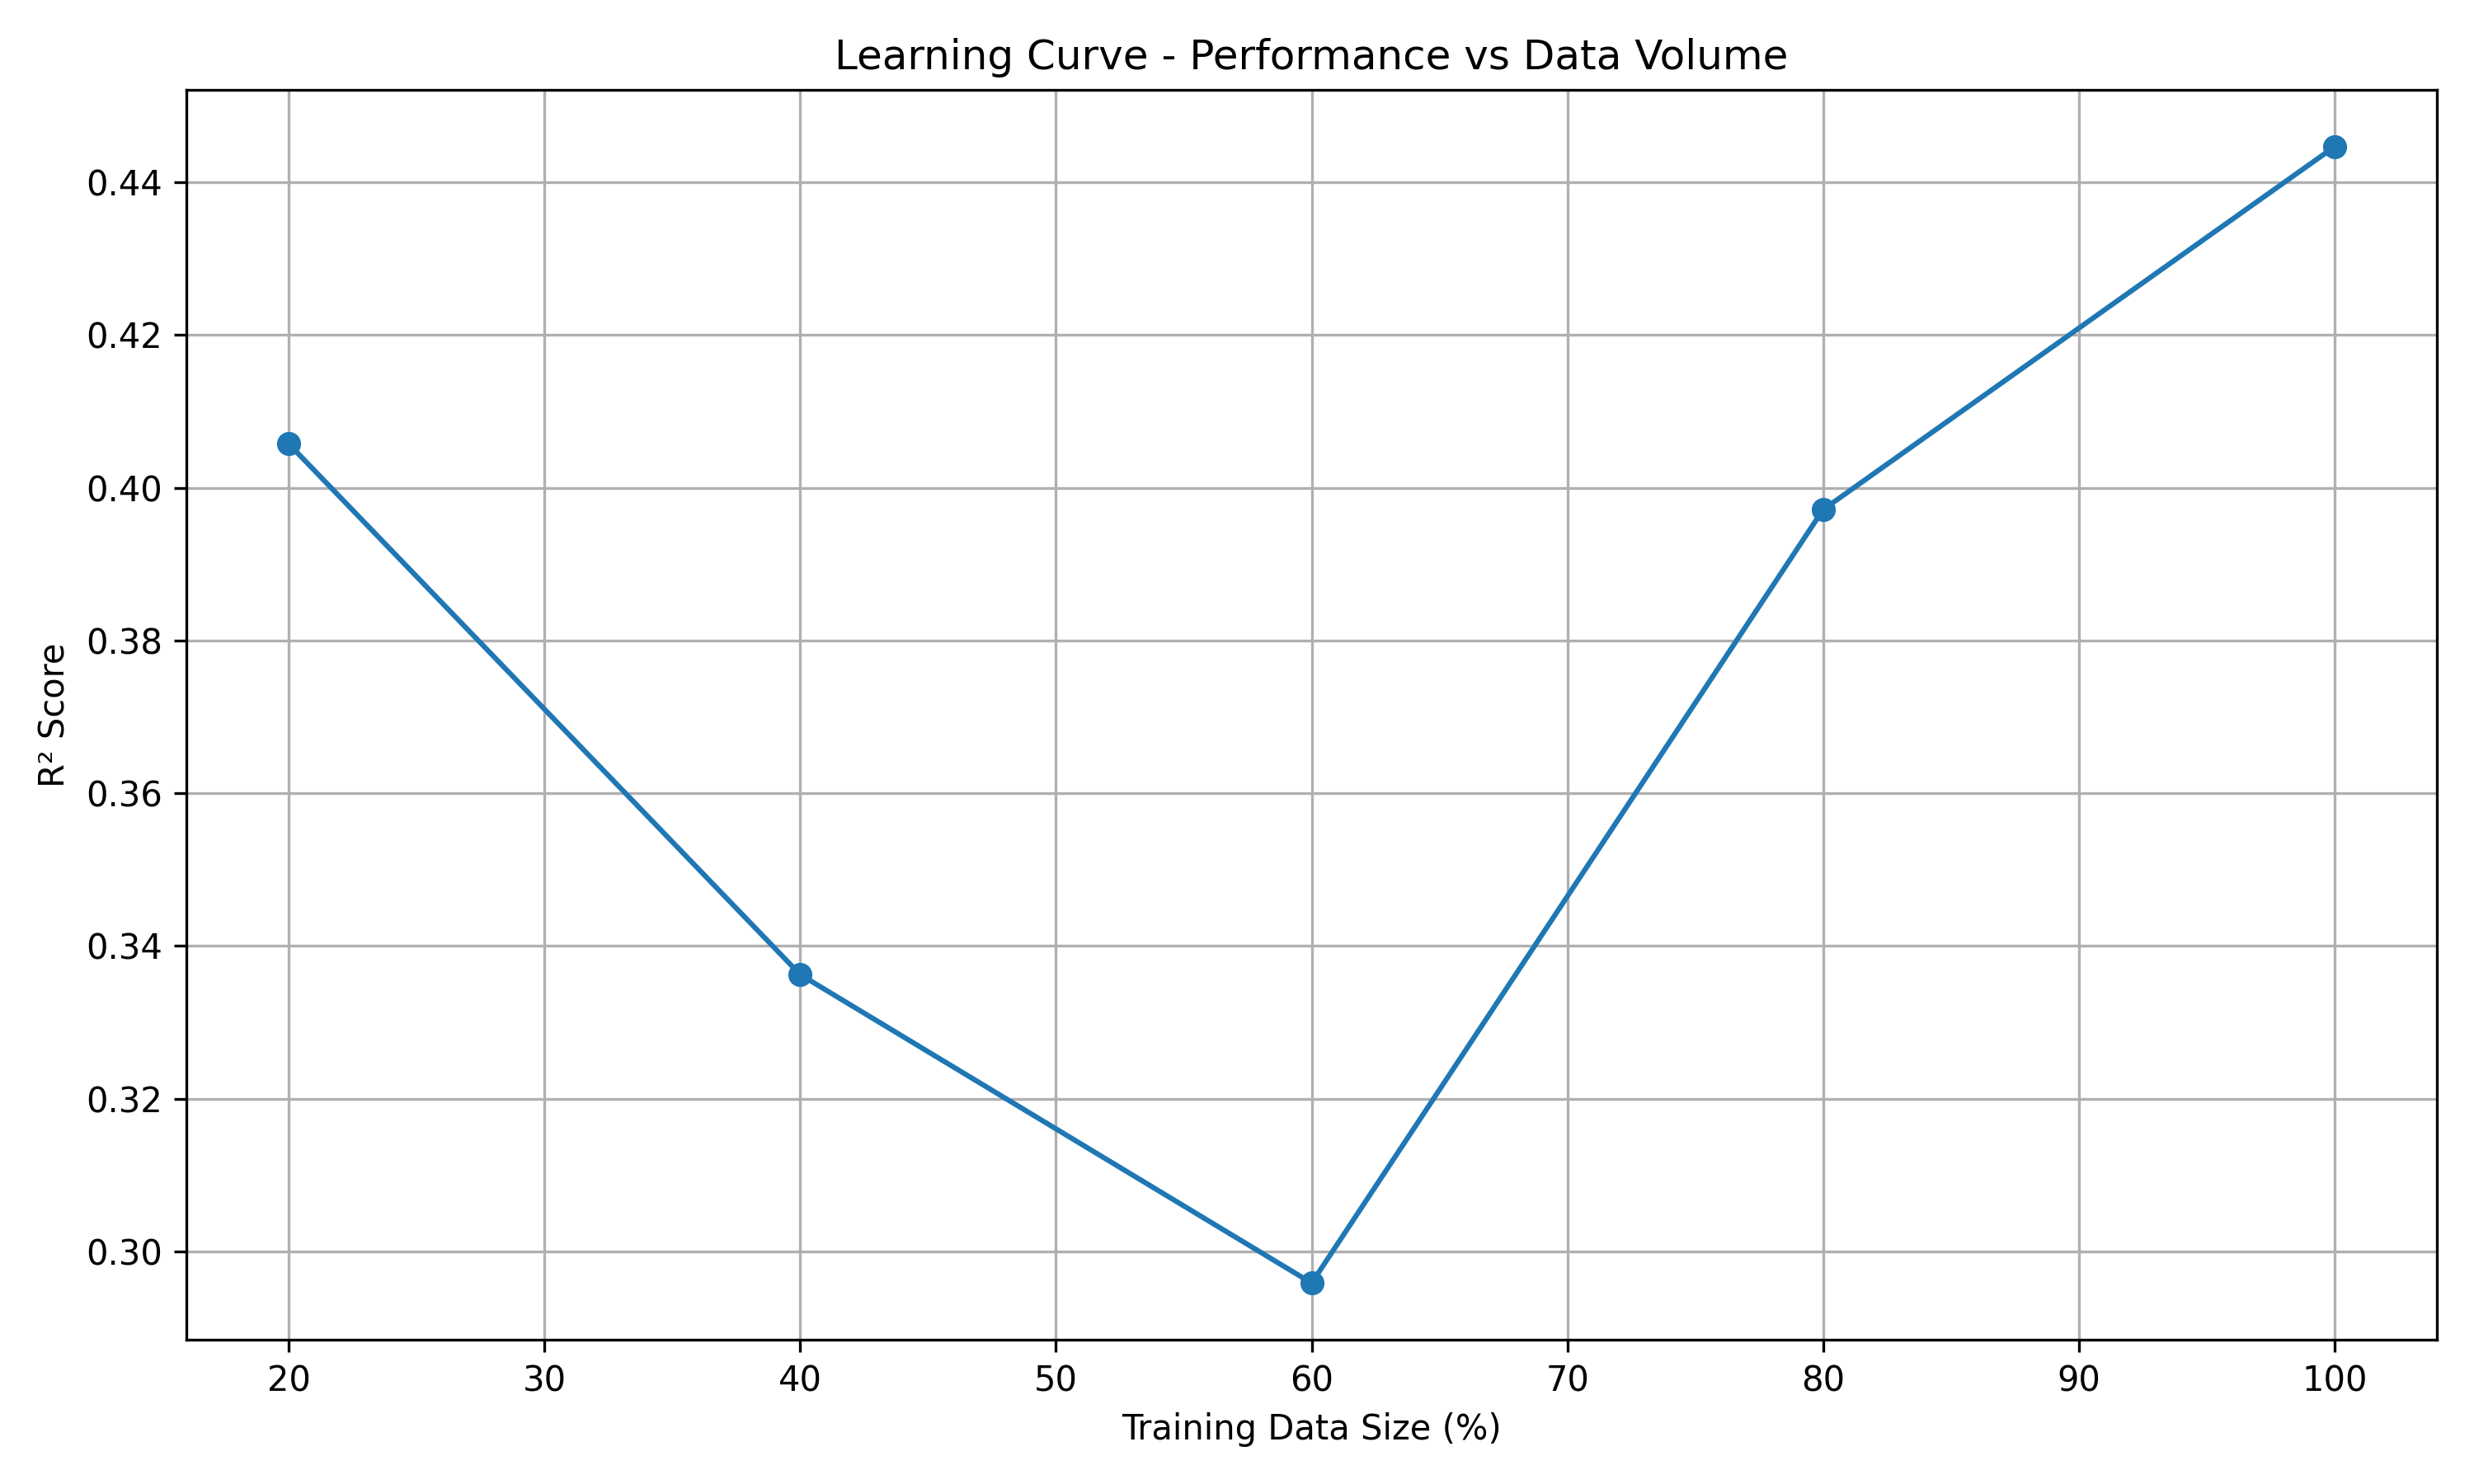 Learning Curve - Performance vs Data Volume
R² Score
0.44
0.42
0.40
0.38
0.36
0.34
0.32
0.30
20 30 40 50 60 70 80 90 100
Training Data Size (%)